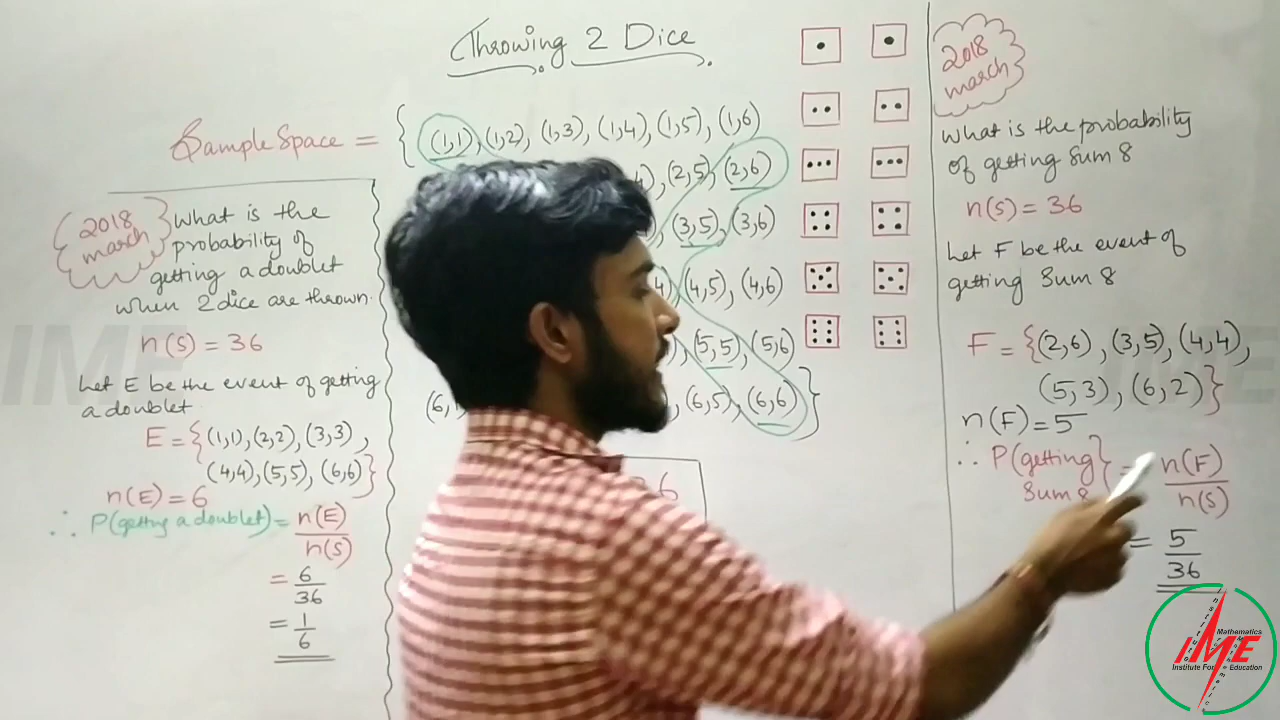 Throwing 2 Dice
Sample Space = { (1,1), (1,2), (1,3), (1,4), (1,5), (1,6)
(2,5), (2,6)
(3,5), (3,6)
(4,5), (4,6)
(5,5), (5,6)
(6,5), (6,6) }
2018
march
What is the
probability of
getting a doublet
when 2 dice are thrown.
n(S) = 36
Let E be the event of getting
a doublet.
E = {(1,1), (2,2), (3,3),
(4,4), (5,5), (6,6)}
n(E) = 6
∴ P(getting a doublet) = n(E)
n(S)
= 6
36
= 1
6
2018
march
What is the probability
of getting Sum 8
n(S) = 36
Let F be the event of
getting Sum 8
F = {(2,6), (3,5), (4,4),
(5,3), (6,2)}
n(F) = 5
∴ P(getting } = n(F)
Sum 8 n(S)
= 5
36
IME
Mathematics
IME
Institute For Education